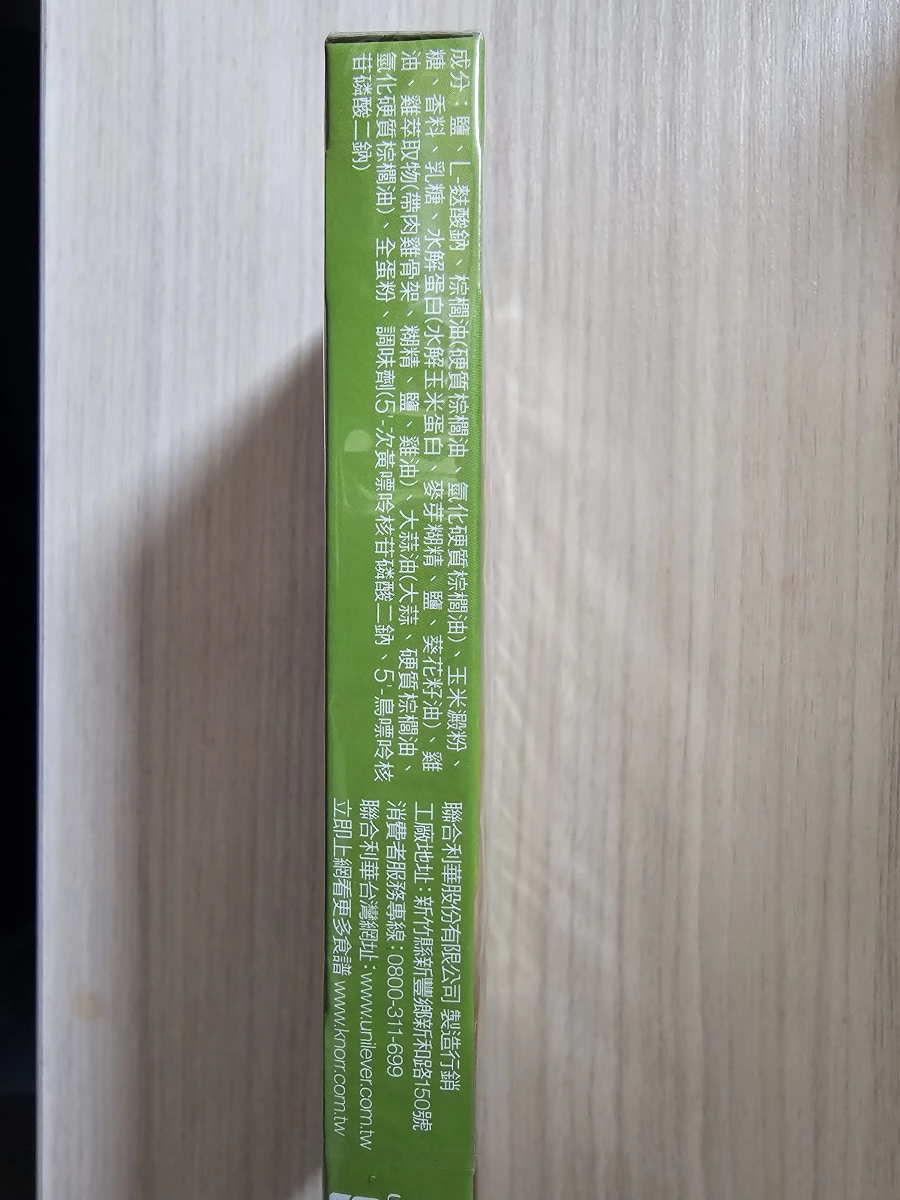 成分：鹽、L-麩酸鈉、棕櫚油(硬質棕櫚油、氫化硬質棕櫚油)、玉米澱粉、
糖、香料、乳糖、水解蛋白(水解玉米蛋白、麥芽糊精、鹽、葵花籽油)、雞
油、雞萃取物(帶肉雞骨架、糊精、鹽、雞油)、大蒜油(大蒜、硬質棕櫚油、
氫化硬質棕櫚油)、全蛋粉、調味劑(5'-次黃嘌呤核苷磷酸二鈉、5'-鳥嘌呤核
苷磷酸二鈉)
聯合利華股份有限公司 製造行銷
工廠地址：新竹縣新豐鄉新和路150號
消費者服務專線：0800-311-699
聯合利華台灣網址：www.unilever.com.tw
立即上網看更多食譜 www.knorr.com.tw